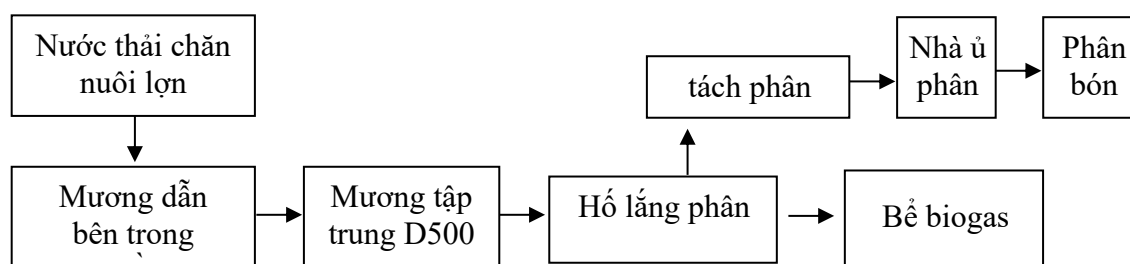 Nước thải chăn
nuôi lợn
Mương dẫn
bên trong
Mương tập
trung D500
Hố lắng phân
tách phân
Nhà ủ
phân
Phân
bón
Bể biogas